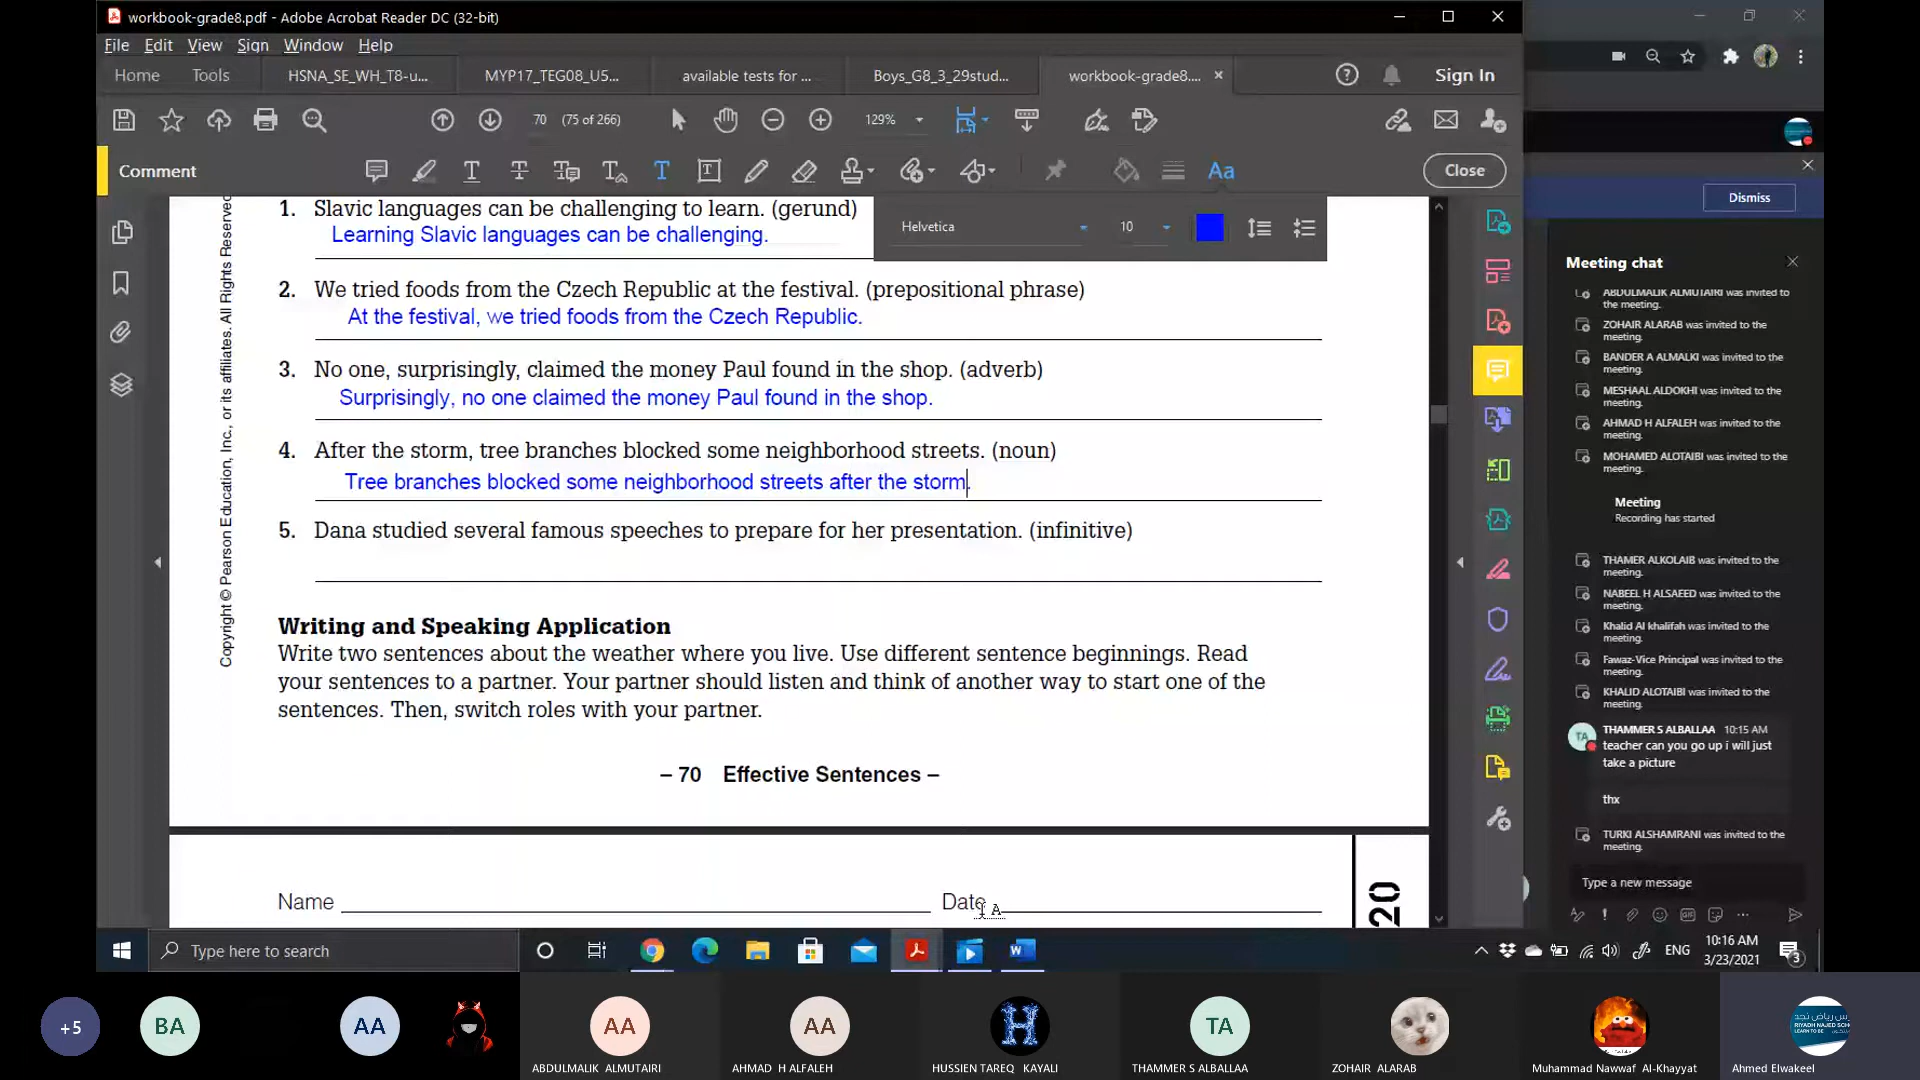 workbook-grade8.pdf - Adobe Acrobat Reader DC (32-bit)
File Edit View Sign Window Help
Home Tools HSNA_SE_WH_T8-u... MYP17_TEG08_U5... available tests for ... Boys_G8_3_29stud... workbook-grade8.... × Sign In
70 (75 of 266) 129%
Comment Close
Helvetica 10
Copyright © Pearson Education, Inc., or its affiliates. All Rights Reserved
1. Slavic languages can be challenging to learn. (gerund)
Learning Slavic languages can be challenging.
2. We tried foods from the Czech Republic at the festival. (prepositional phrase)
At the festival, we tried foods from the Czech Republic.
3. No one, surprisingly, claimed the money Paul found in the shop. (adverb)
Surprisingly, no one claimed the money Paul found in the shop.
4. After the storm, tree branches blocked some neighborhood streets. (noun)
Tree branches blocked some neighborhood streets after the storm.
5. Dana studied several famous speeches to prepare for her presentation. (infinitive)
Writing and Speaking Application
Write two sentences about the weather where you live. Use different sentence beginnings. Read
your sentences to a partner. Your partner should listen and think of another way to start one of the
sentences. Then, switch roles with your partner.
– 70 Effective Sentences –
Name Date
20
Dismiss
Meeting chat
ABDULMALIK ALMUTAIRI was invited to
the meeting.
ZOHAIR ALARAB was invited to the
meeting.
BANDER A ALMALKI was invited to the
meeting.
MESHAAL ALDOKHI was invited to the
meeting.
AHMAD H ALFALEH was invited to the
meeting.
MOHAMED ALOTAIBI was invited to the
meeting.
Meeting
Recording has started
THAMER ALKOLAIB was invited to the
meeting.
NABEEL H ALSAEED was invited to the
meeting.
Khalid Al khalifah was invited to the
meeting.
Fawaz-Vice Principal was invited to the
meeting.
KHALID ALOTAIBI was invited to the
meeting.
TA
THAMMER S ALBALLAA 10:15 AM
teacher can you go up i will just
take a picture
thx
TURKI ALSHAMRANI was invited to the
meeting.
Type a new message
Type here to search
ENG
10:16 AM
3/23/2021
3
+5 BA AA AA AA H TA
ABDULMALIK ALMUTAIRI AHMAD H ALFALEH HUSSIEN TAREQ KAYALI THAMMER S ALBALLAA ZOHAIR ALARAB Muhammad Nawwaf Al-Khayyat Ahmed Elwakeel